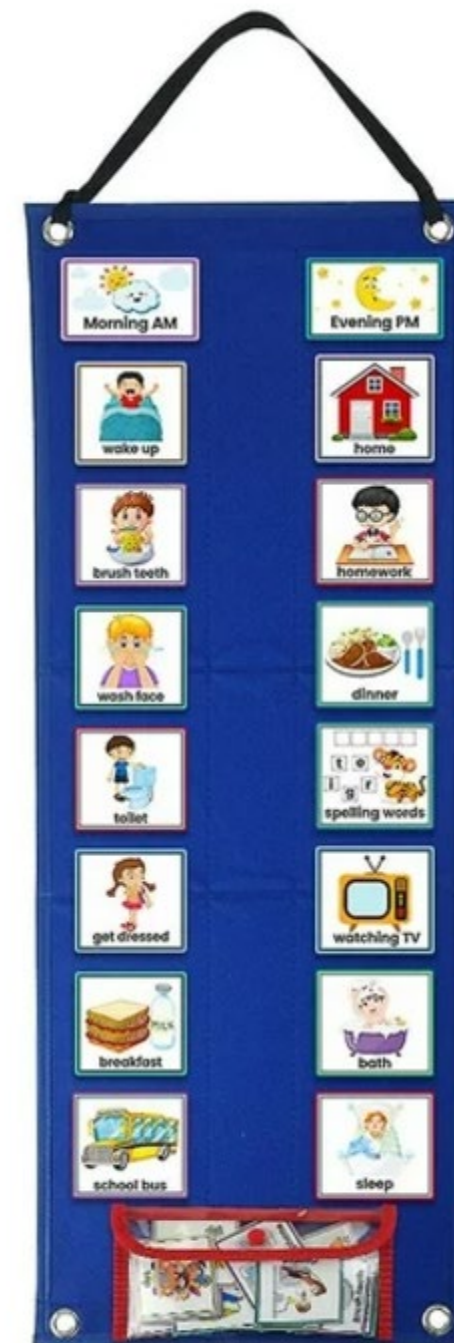 Morning AM
wake up
brush teeth
wash face
toilet
get dressed
breakfast
MILK
school bus
Evening PM
home
homework
dinner
t e
i g r
spelling words
watching TV
bath
sleep